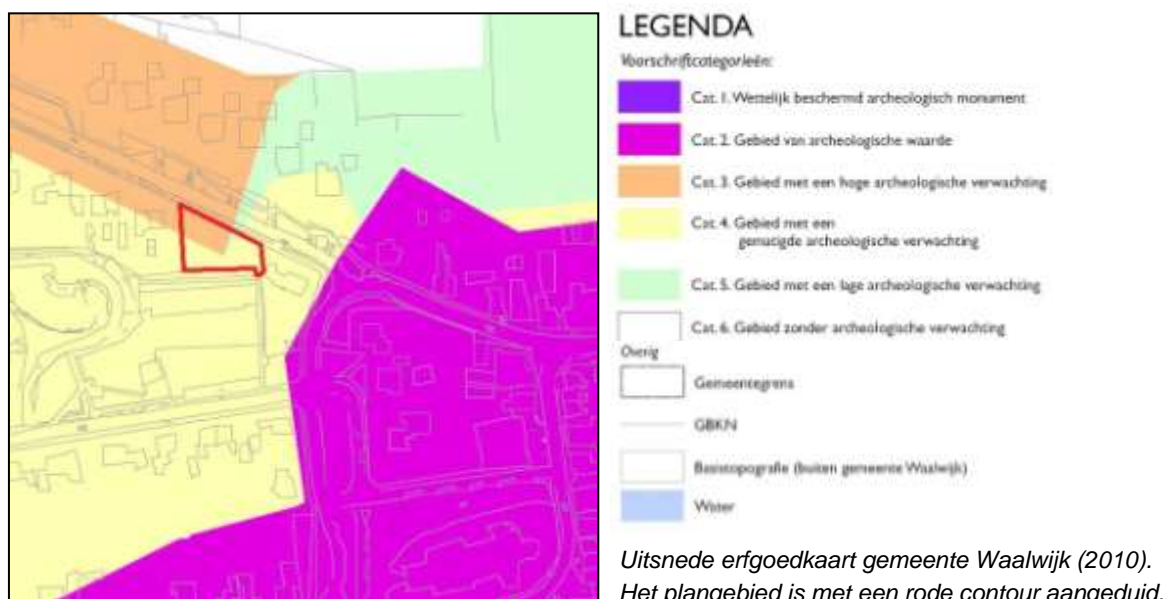 LEGENDA
Voorschriftcategorieën:
Cat. 1. Wettelijk beschermd archeologisch monument
Cat. 2. Gebied van archeologische waarde
Cat. 3. Gebied met een hoge archeologische verwachting
Cat. 4. Gebied met een
gematigde archeologische verwachting
Cat. 5. Gebied met een lage archeologische verwachting
Cat. 6. Gebied zonder archeologische verwachting
Overig
Gemeentegrens
GBKN
Basistopografie (buiten gemeente Waalwijk)
Water
Uitsnede erfgoedkaart gemeente Waalwijk (2010).
Het plangebied is met een rode contour aangeduid.